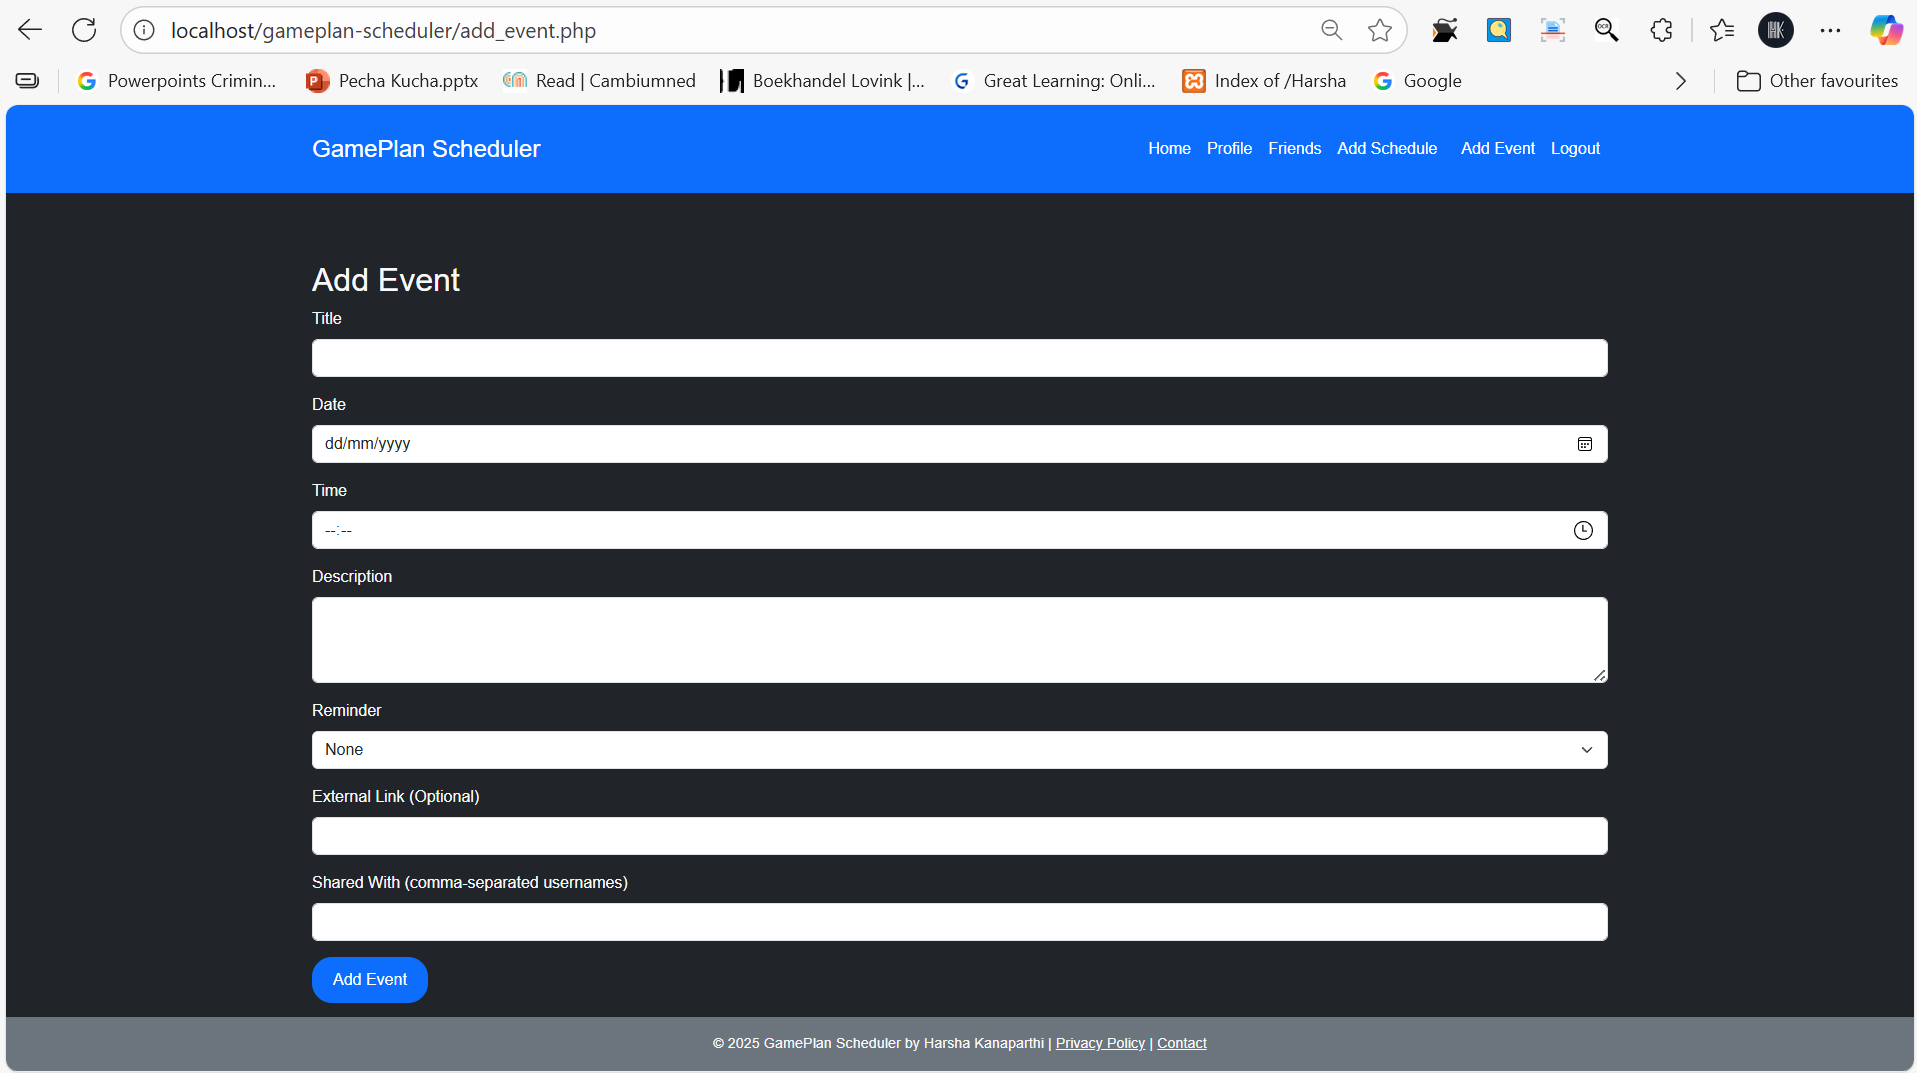 localhost/gameplan-scheduler/add_event.php
Powerpoints Crimin... Pecha Kucha.pptx Read | Cambiumned Boekhandel Lovink |... Great Learning: Onli... Index of /Harsha Google Other favourites
GamePlan Scheduler Home Profile Friends Add Schedule Add Event Logout
Add Event
Title
Date
dd/mm/yyyy
Time
--:--
Description
Reminder
None
External Link (Optional)
Shared With (comma-separated usernames)
Add Event
© 2025 GamePlan Scheduler by Harsha Kanaparthi | Privacy Policy | Contact